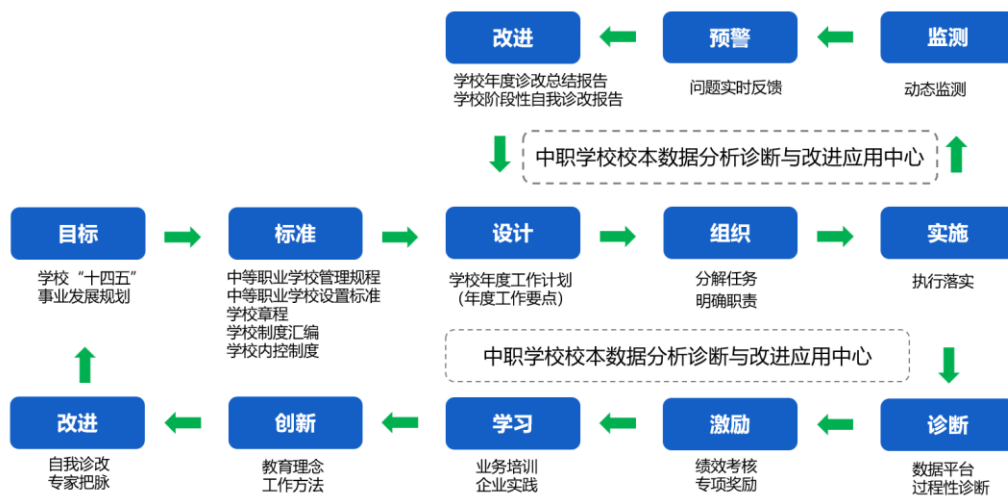 改进
预警
监测
学校年度诊改总结报告
学校阶段性自我诊改报告
问题实时反馈
动态监测
中职学校校本数据分析诊断与改进应用中心
目标
标准
设计
组织
实施
学校“十四五”
事业发展规划
中等职业学校管理规程
中等职业学校设置标准
学校章程
学校制度汇编
学校内控制度
学校年度工作计划
（年度工作要点）
分解任务
明确职责
执行落实
中职学校校本数据分析诊断与改进应用中心
改进
创新
学习
激励
诊断
自我诊改
专家把脉
教育理念
工作方法
业务培训
企业实践
绩效考核
专项奖励
数据平台
过程性诊断